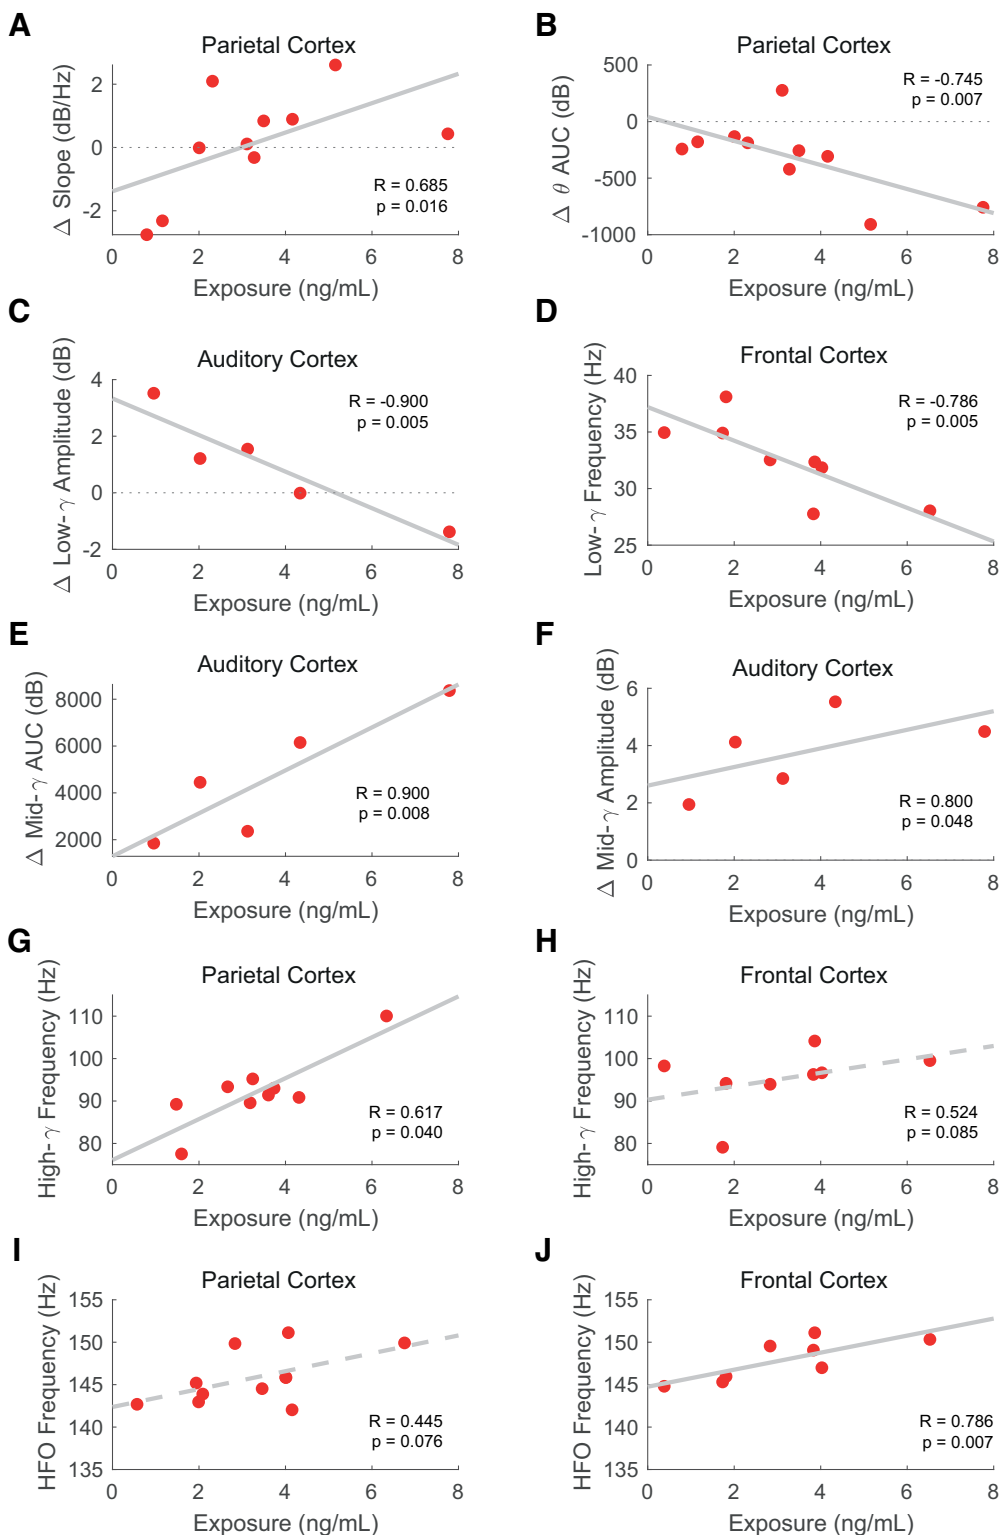 A
Parietal Cortex
Δ Slope (dB/Hz)
2
0
-2
R = 0.685
p = 0.016
0 2 4 6 8
Exposure (ng/mL)
B
Parietal Cortex
Δ θ AUC (dB)
500
0
-500
-1000
R = -0.745
p = 0.007
0 2 4 6 8
Exposure (ng/mL)
C
Auditory Cortex
Δ Low-γ Amplitude (dB)
4
2
0
-2
R = -0.900
p = 0.005
0 2 4 6 8
Exposure (ng/mL)
D
Frontal Cortex
Low-γ Frequency (Hz)
40
35
30
25
R = -0.786
p = 0.005
0 2 4 6 8
Exposure (ng/mL)
E
Auditory Cortex
Δ Mid-γ AUC (dB)
8000
6000
4000
2000
R = 0.900
p = 0.008
0 2 4 6 8
Exposure (ng/mL)
F
Auditory Cortex
Δ Mid-γ Amplitude (dB)
6
4
2
0
R = 0.800
p = 0.048
0 2 4 6 8
Exposure (ng/mL)
G
Parietal Cortex
High-γ Frequency (Hz)
110
100
90
80
R = 0.617
p = 0.040
0 2 4 6 8
Exposure (ng/mL)
H
Frontal Cortex
High-γ Frequency (Hz)
110
100
90
80
R = 0.524
p = 0.085
0 2 4 6 8
Exposure (ng/mL)
I
Parietal Cortex
HFO Frequency (Hz)
155
150
145
140
135
R = 0.445
p = 0.076
0 2 4 6 8
Exposure (ng/mL)
J
Frontal Cortex
HFO Frequency (Hz)
155
150
145
140
135
R = 0.786
p = 0.007
0 2 4 6 8
Exposure (ng/mL)